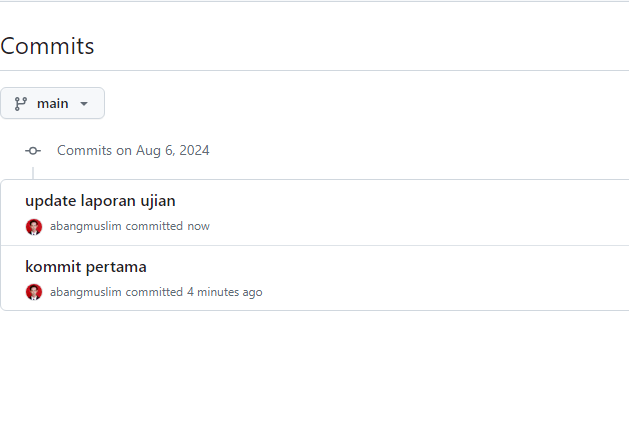 Commits
main
Commits on Aug 6, 2024
update laporan ujian
abangmuslim committed now
kommit pertama
abangmuslim committed 4 minutes ago